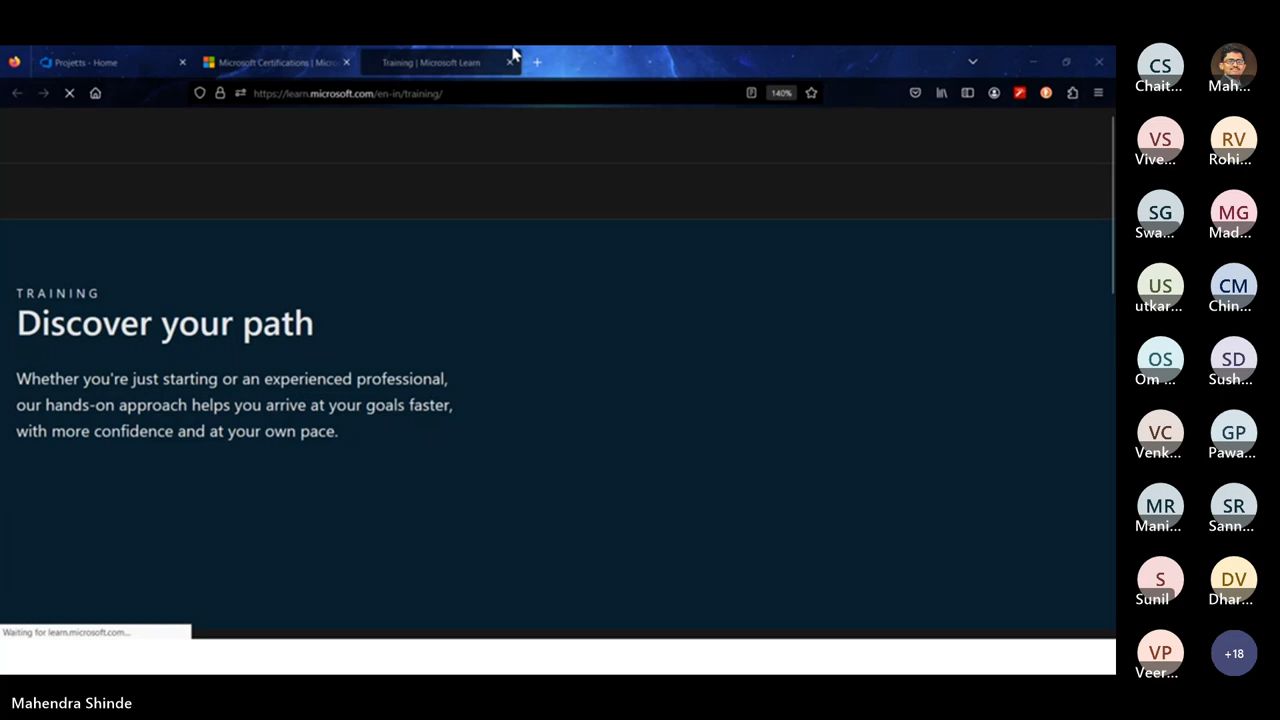 Projetts - Home
Microsoft Certifications | Micro
Training | Microsoft Learn
https://learn.microsoft.com/en-in/training/
140%
TRAINING
Discover your path
Whether you're just starting or an experienced professional,
our hands-on approach helps you arrive at your goals faster,
with more confidence and at your own pace.
Waiting for learn.microsoft.com...
CS
Chait...
Mah...
VS
Vive...
RV
Rohi...
SG
Swa...
MG
Mad...
US
utkar...
CM
Chin...
OS
Om ...
SD
Sush...
VC
Venk...
GP
Pawa...
MR
Mani...
SR
Sann...
S
Sunil
DV
Dhar...
VP
Veer...
+18
Mahendra Shinde